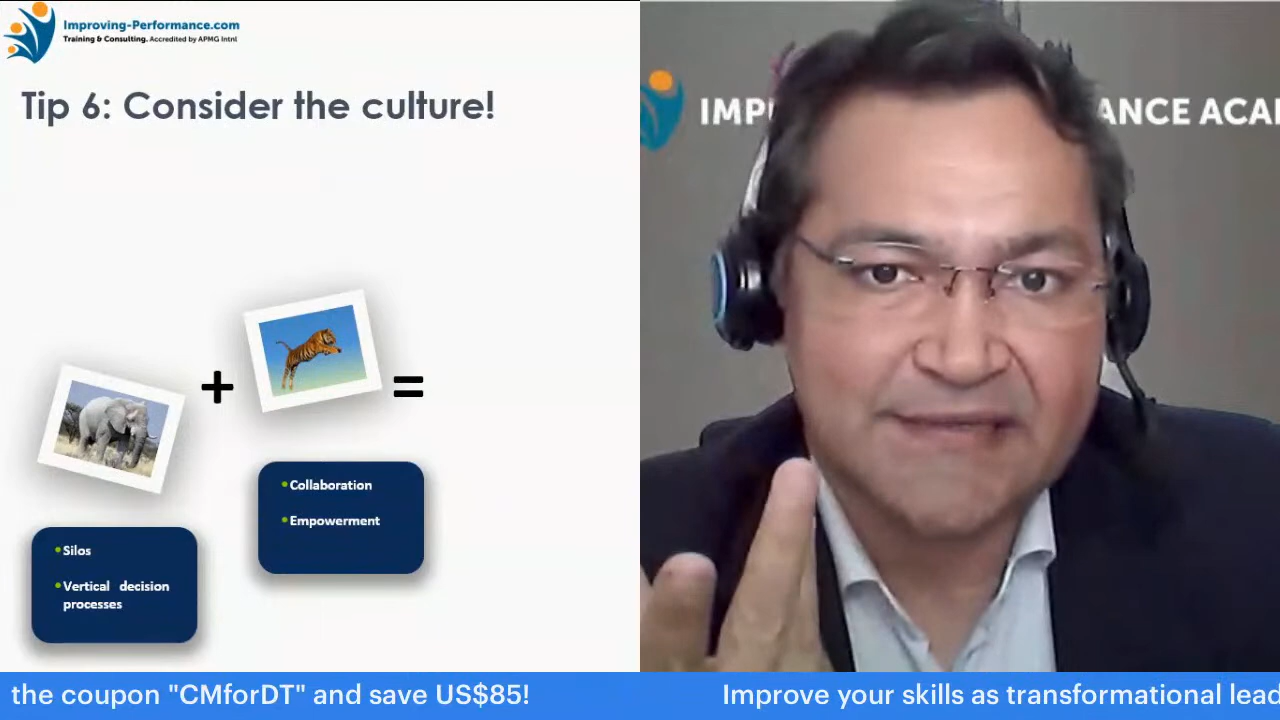 Improving-Performance.com
Training & Consulting. Accredited by APMG Intnl
Tip 6: Consider the culture!
+
=
• Collaboration
• Empowerment
• Silos
• Vertical decision
processes
IMP
ANCE ACA
the coupon "CMforDT" and save US$85!
Improve your skills as transformational lead